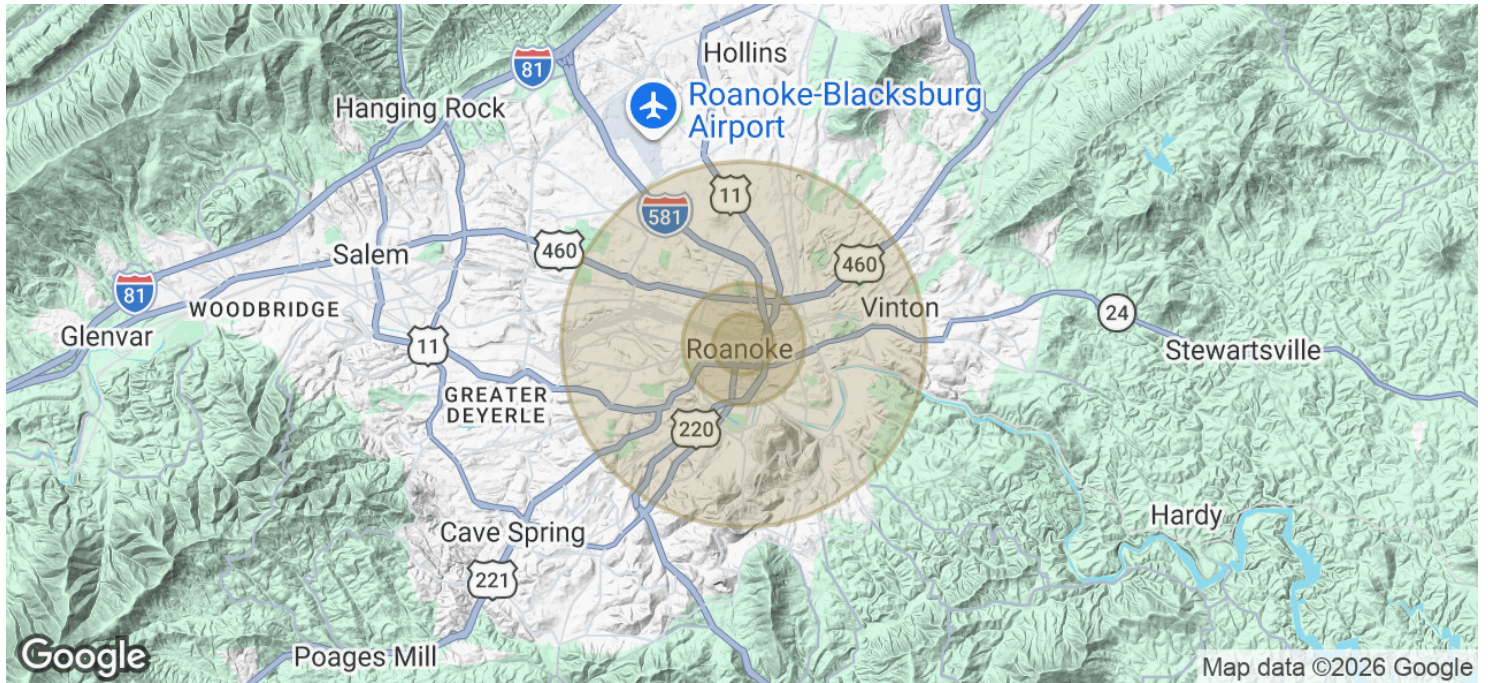 Hollins
81
Roanoke-Blacksburg
Airport
Hanging Rock
11
581
Salem
460
460
81
WOODBRIDGE
Vinton
24
Glenvar
11
Roanoke
Stewartsville
GREATER
DEYERLE
220
Hardy
Cave Spring
221
Poages Mill
Google
Map data ©2026 Google